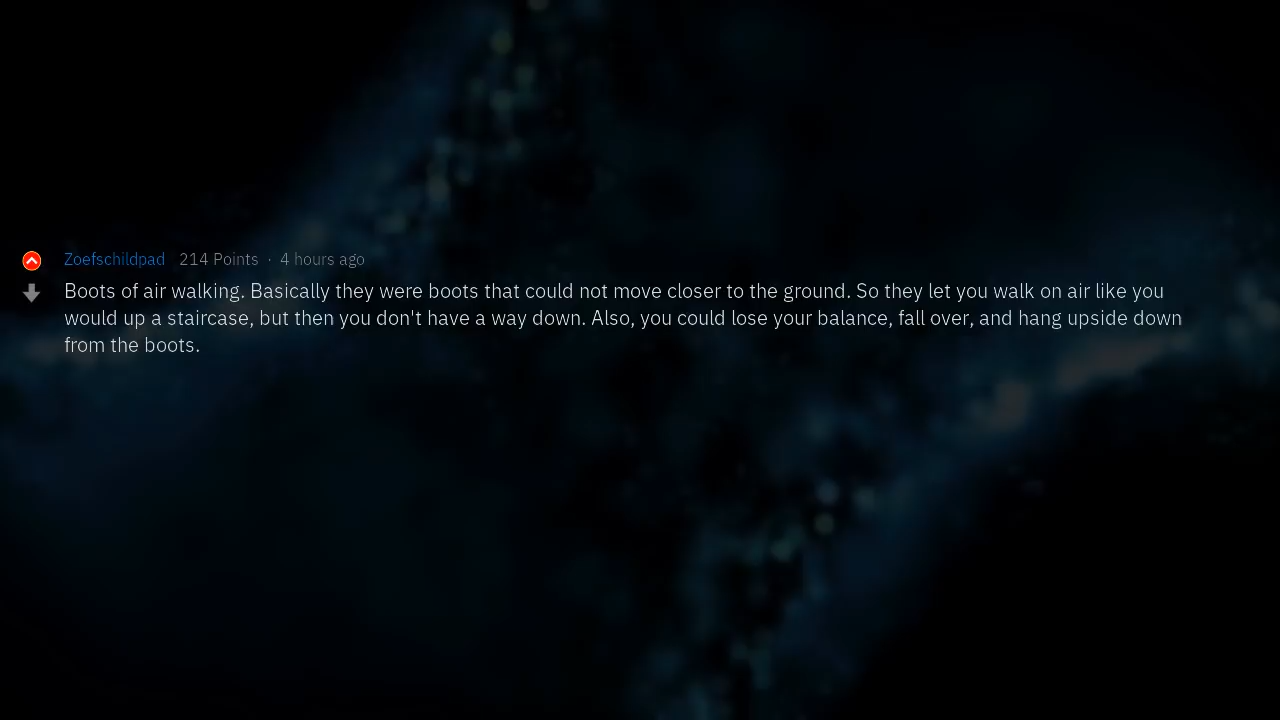 Zoefschildpad 214 Points · 4 hours ago
Boots of air walking. Basically they were boots that could not move closer to the ground. So they let you walk on air like you
would up a staircase, but then you don't have a way down. Also, you could lose your balance, fall over, and hang upside down
from the boots.